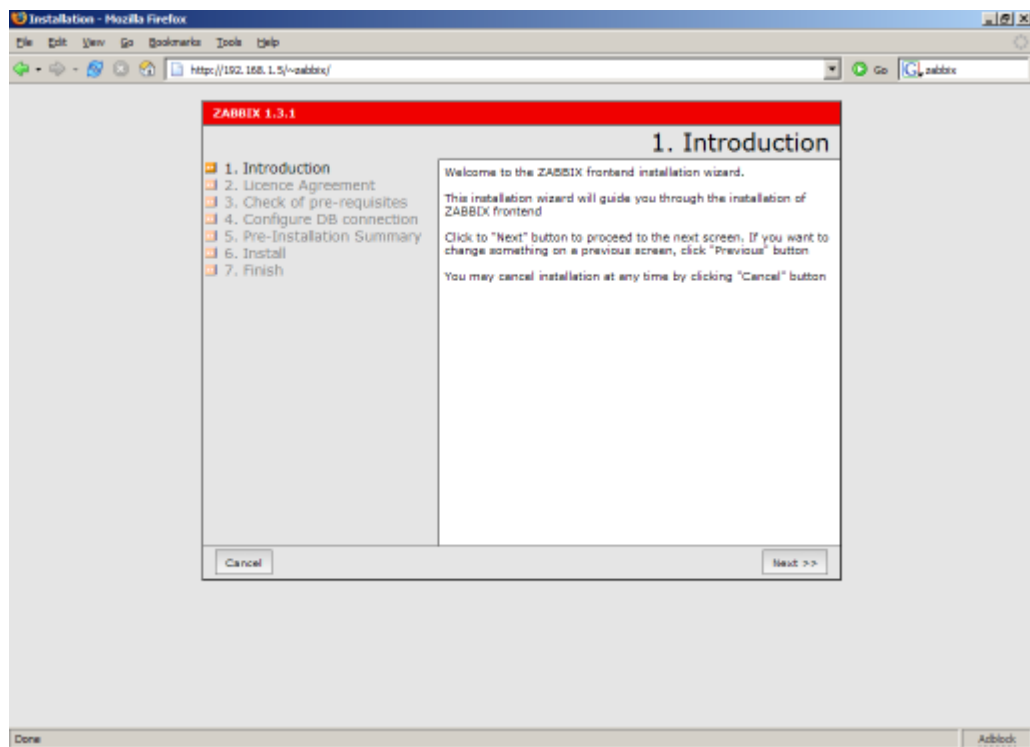 Installation - Mozilla Firefox
File Edit View Go Bookmarks Tools Help
http://192.168.1.5/~zabbix/ Go zabbix
ZABBIX 1.3.1
1. Introduction
1. Introduction
2. Licence Agreement
3. Check of pre-requisites
4. Configure DB connection
5. Pre-Installation Summary
6. Install
7. Finish
Welcome to the ZABBIX frontend installation wizard.
This installation wizard will guide you through the installation of
ZABBIX frontend
Click to "Next" button to proceed to the next screen. If you want to
change something on a previous screen, click "Previous" button
You may cancel installation at any time by clicking "Cancel" button
Cancel Next >>
Done Adblock